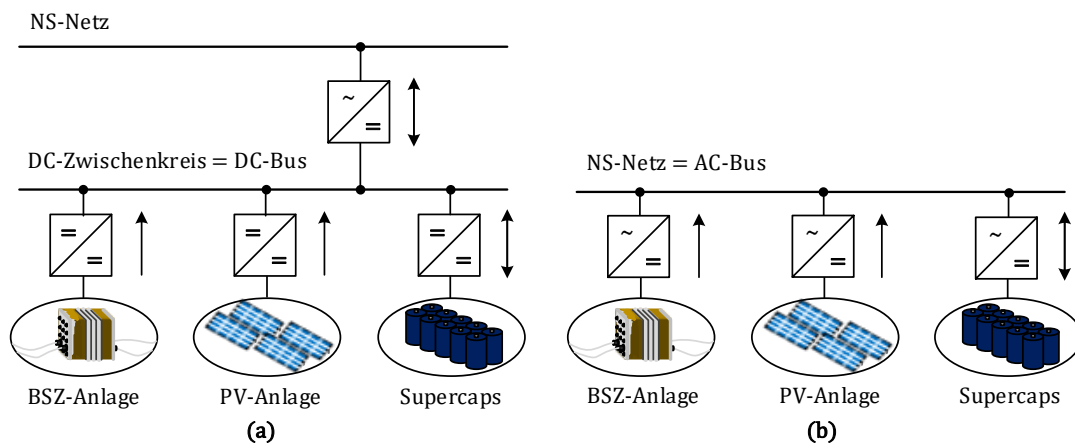 NS-Netz
~
=
DC-Zwischenkreis = DC-Bus
=
=
=
=
=
=
BSZ-Anlage
PV-Anlage
Supercaps
(a)
NS-Netz = AC-Bus
~
=
~
=
~
=
BSZ-Anlage
PV-Anlage
Supercaps
(b)